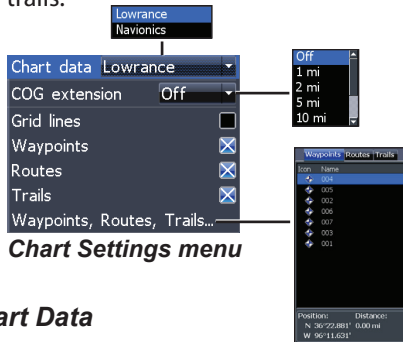 trails.
Lowrance
Navionics
Chart data Lowrance
COG extension Off
Grid lines
Waypoints
Routes
Trails
Waypoints, Routes, Trails...
Off
1 mi
2 mi
5 mi
10 mi
Waypoints Routes Trails
Icon Name
004
005
002
006
007
003
001
Position: Distance:
N 36°22.881' 0.00 mi
W 96°11.631'
Chart Settings menu
art Data